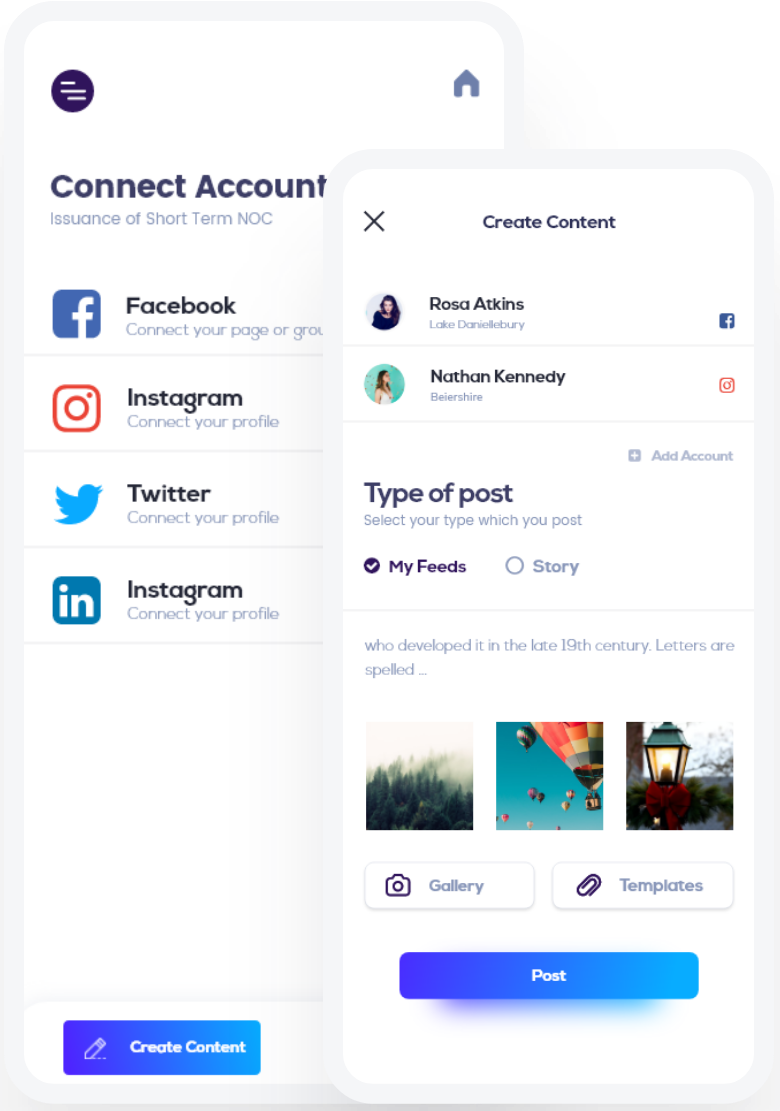 Connect Account
Issuance of Short Term NOC
Facebook
Connect your page or grou
Instagram
Connect your profile
Twitter
Connect your profile
in
Instagram
Connect your profile
Create Content
Create Content
Rosa Atkins
Lake Daniellebury
Nathan Kennedy
Beiershire
Add Account
Type of post
Select your type which you post
My Feeds
Story
who developed it in the late 19th century. Letters are
spelled ...
Gallery
Templates
Post